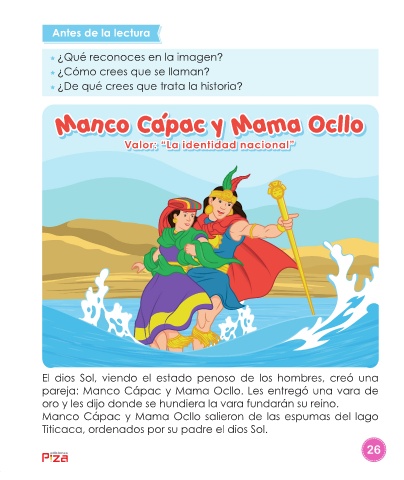 Antes de la lectura
¿Qué reconoces en la imagen?
¿Cómo crees que se llaman?
¿De qué crees que trata la historia?
Manco Cápac y Mama Ocllo
Valor: "La identidad nacional"
El dios Sol, viendo el estado penoso de los hombres, creó una
pareja: Manco Cápac y Mama Ocllo. Les entregó una vara de
oro y les dijo donde se hundiera la vara fundarán su reino.
Manco Cápac y Mama Ocllo salieron de las espumas del lago
Titicaca, ordenados por su padre el dios Sol.
26